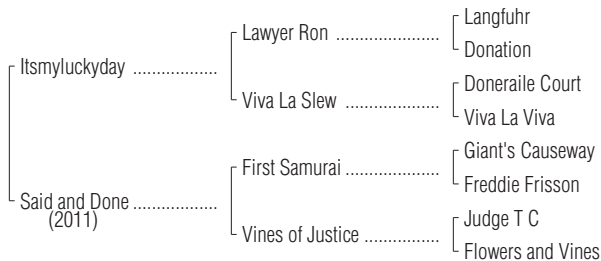 Langfuhr
Lawyer Ron ..................
Donation
Itsmyluckyday ..................
Doneraile Court
Viva La Slew ..................
Viva La Viva
Giant's Causeway
First Samurai ..................
Freddie Frisson
Said and Done ..................
(2011)
Judge T C
Vines of Justice ..................
Flowers and Vines